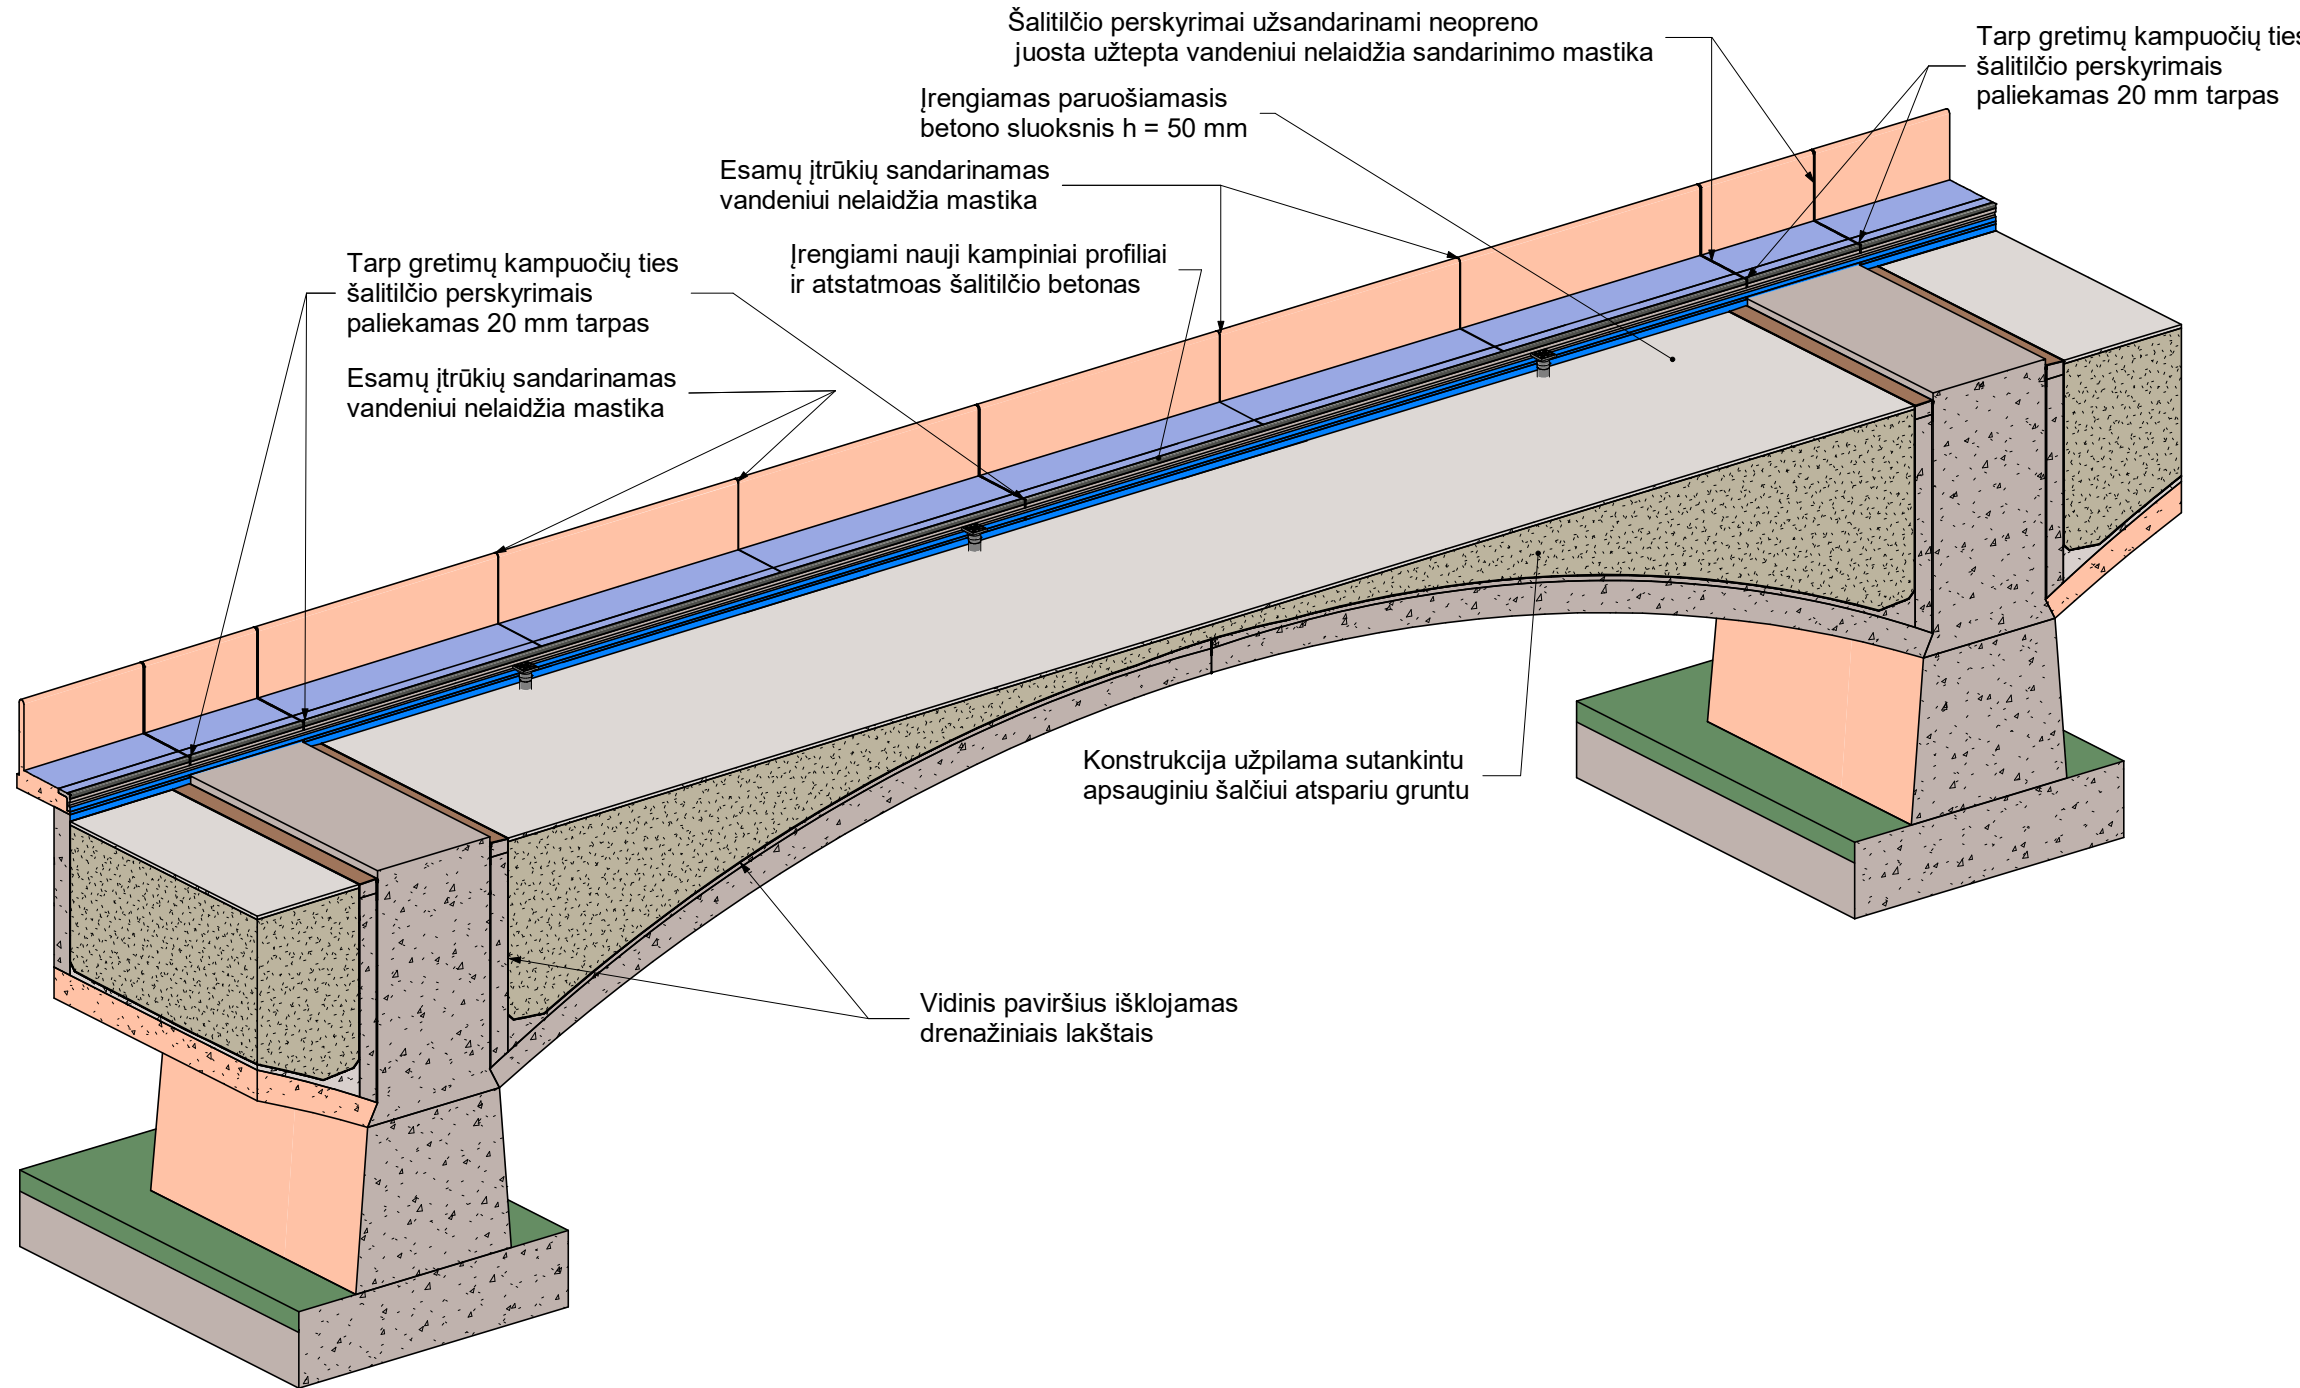 Šalitilčio perskyrimai užsandarinami neopreno
juosta užtepta vandeniui nelaidžia sandarinimo mastika
Tarp gretimų kampuočių ties
šalitilčio perskyrimais
paliekamas 20 mm tarpas
Įrengiamas paruošiamasis
betono sluoksnis h = 50 mm
Esamų įtrūkių sandarinamas
vandeniui nelaidžia mastika
Įrengiami nauji kampiniai profiliai
ir atstatmoas šalitilčio betonas
Tarp gretimų kampuočių ties
šalitilčio perskyrimais
paliekamas 20 mm tarpas
Esamų įtrūkių sandarinamas
vandeniui nelaidžia mastika
Konstrukcija užpilama sutankintu
apsauginiu šalčiui atspariu gruntu
Vidinis paviršius išklojamas
drenažiniais lakštais